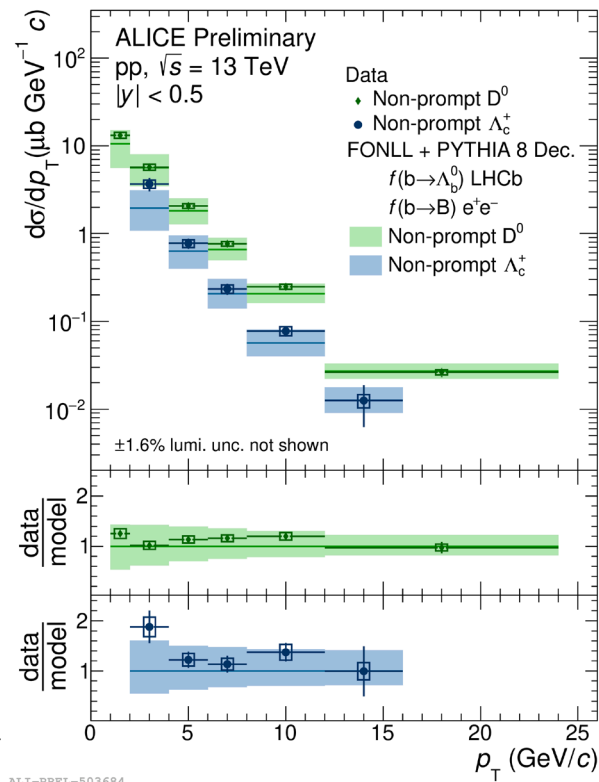 ALICE Preliminary
pp, √s = 13 TeV
|y| < 0.5
Data
Non-prompt D⁰
Non-prompt Λc⁺
FONLL + PYTHIA 8 Dec.
f(b→Λb⁰) LHCb
f(b→B) e⁺e⁻
Non-prompt D⁰
Non-prompt Λc⁺
dσ/dpT (μb GeV⁻¹ c)
10²
10
1
10⁻¹
10⁻²
±1.6% lumi. unc. not shown
data
model
2
1
data
model
2
1
0 5 10 15 20 25
pT (GeV/c)
ALI-PREL-503684